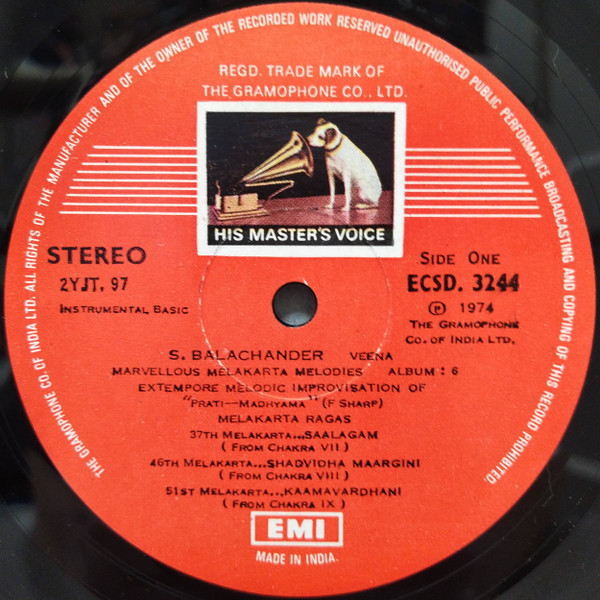 THE GRAMOPHONE CO. OF INDIA LTD. ALL RIGHTS OF THE MANUFACTURER AND OF THE OWNER OF THE RECORDED WORK RESERVED UNAUTHORISED PUBLIC PERFORMANCE BROADCASTING AND COPYING OF THIS RECORD PROHIBITED.
REGD. TRADE MARK OF
THE GRAMOPHONE CO., LTD.
HIS MASTER'S VOICE
STEREO
2YJT. 97
INSTRUMENTAL BASIC
SIDE ONE
ECSD. 3244
Ⓟ 1974
THE GRAMOPHONE
CO. OF INDIA LTD.
S. BALACHANDER VEENA
MARVELLOUS MELAKARTA MELODIES ALBUM : 6
EXTEMPORE MELODIC IMPROVISATION OF
"PRATI—MADHYAMA" (F SHARP)
MELAKARTA RAGAS
37TH MELAKARTA...SAALAGAM
( FROM CHAKRA VII )
46TH MELAKARTA...SHADVIDHA MAARGINI
( FROM CHAKRA VIII )
51ST MELAKARTA...KAAMAVARDHANI
( FROM CHAKRA IX )
EMI
MADE IN INDIA.